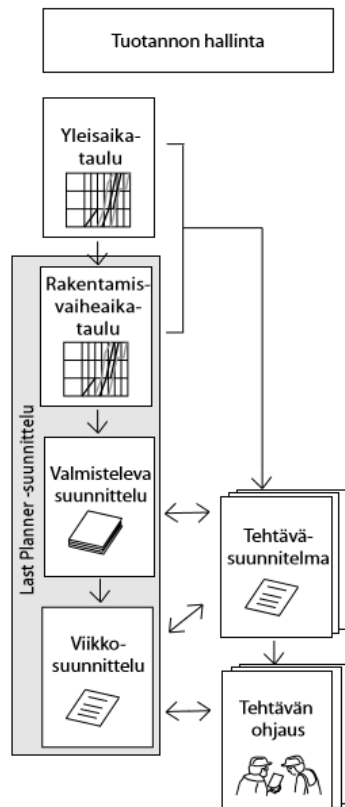 Tuotannon hallinta
Yleisaika-
taulu
Rakentamis-
vaiheaika-
taulu
Last Planner -suunnittelu
Valmisteleva
suunnittelu
Tehtävä-
suunnitelma
Viikko-
suunnittelu
Tehtävän
ohjaus